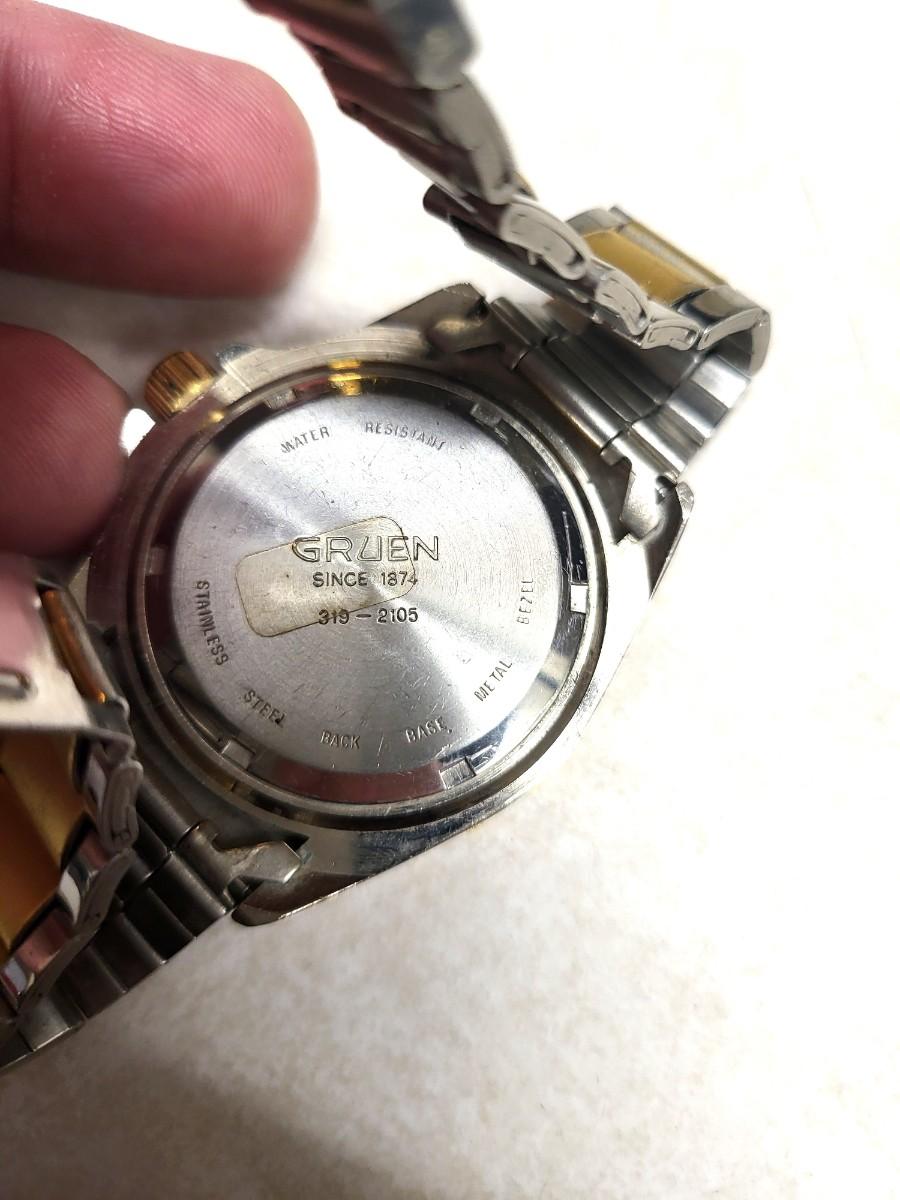 WATER RESISTANT
GRUEN
SINCE 1874
319-2105
STAINLESS STEEL BACK / BASE METAL BEZEL